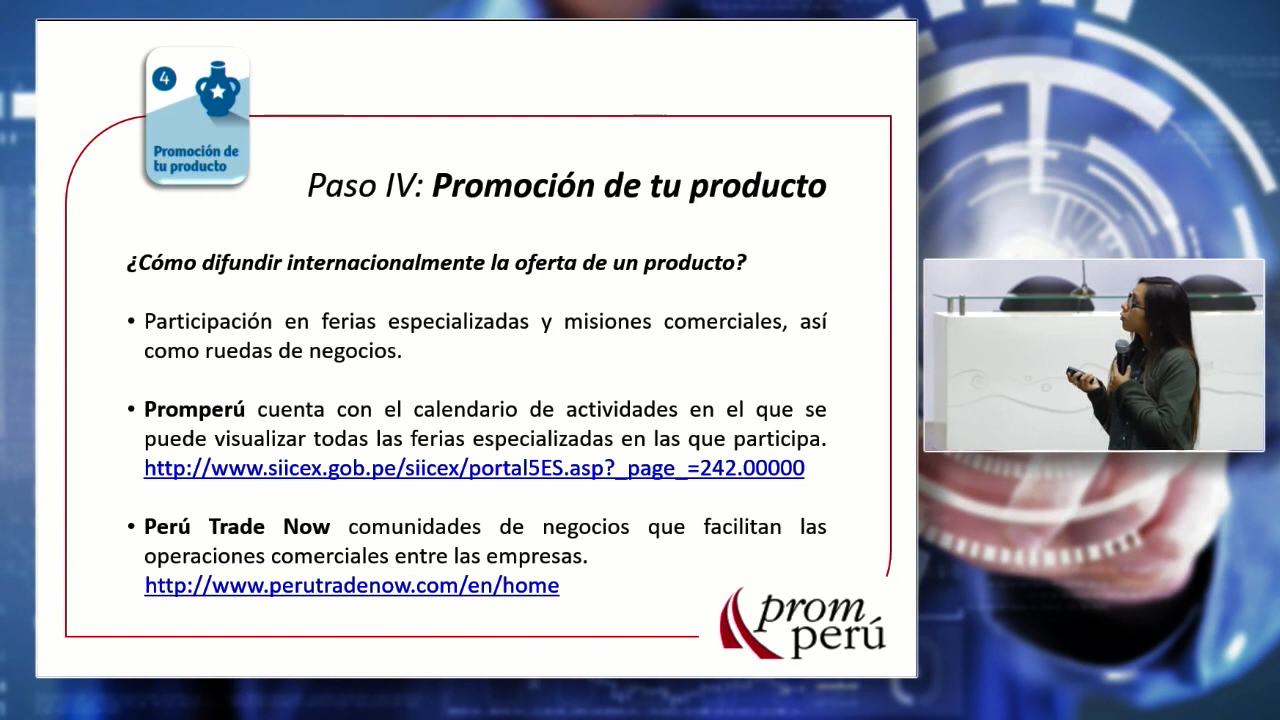 4
Promoción de
tu producto
Paso IV: Promoción de tu producto
¿Cómo difundir internacionalmente la oferta de un producto?
• Participación en ferias especializadas y misiones comerciales, así
como ruedas de negocios.
• Promperú cuenta con el calendario de actividades en el que se
puede visualizar todas las ferias especializadas en las que participa.
http://www.siicex.gob.pe/siicex/portal5ES.asp?_page_=242.00000
• Perú Trade Now comunidades de negocios que facilitan las
operaciones comerciales entre las empresas.
http://www.perutradenow.com/en/home
prom
perú